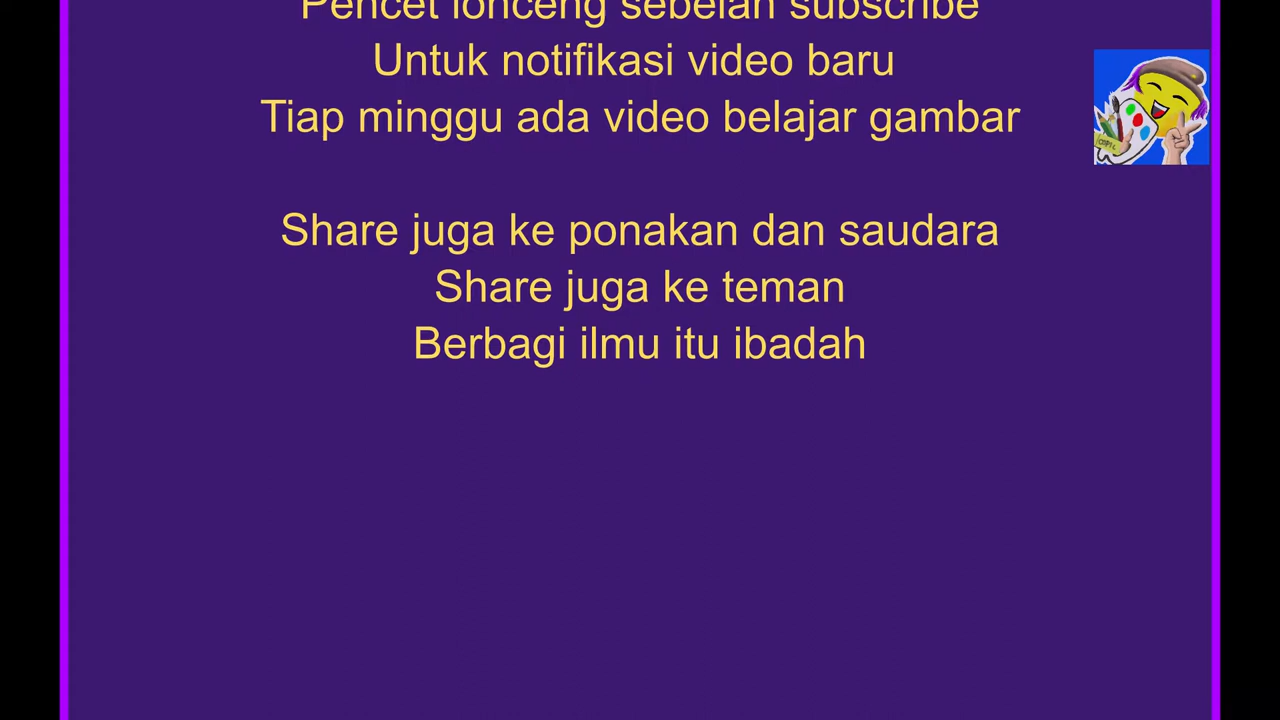 Pencet lonceng sebelah subscribe
Untuk notifikasi video baru
Tiap minggu ada video belajar gambar
Share juga ke ponakan dan saudara
Share juga ke teman
Berbagi ilmu itu ibadah